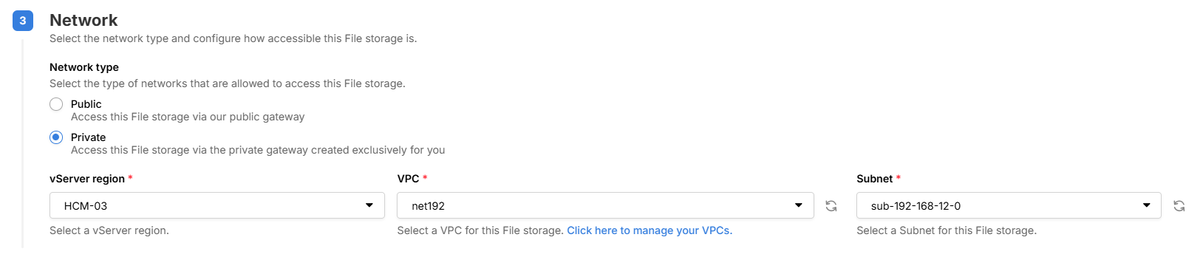 3
Network
Select the network type and configure how accessible this File storage is.
Network type
Select the type of networks that are allowed to access this File storage.
Public
Access this File storage via our public gateway
Private
Access this File storage via the private gateway created exclusively for you
vServer region * VPC * Subnet *
HCM-03 net192 sub-192-168-12-0
Select a vServer region. Select a VPC for this File storage. Click here to manage your VPCs. Select a Subnet for this File storage.